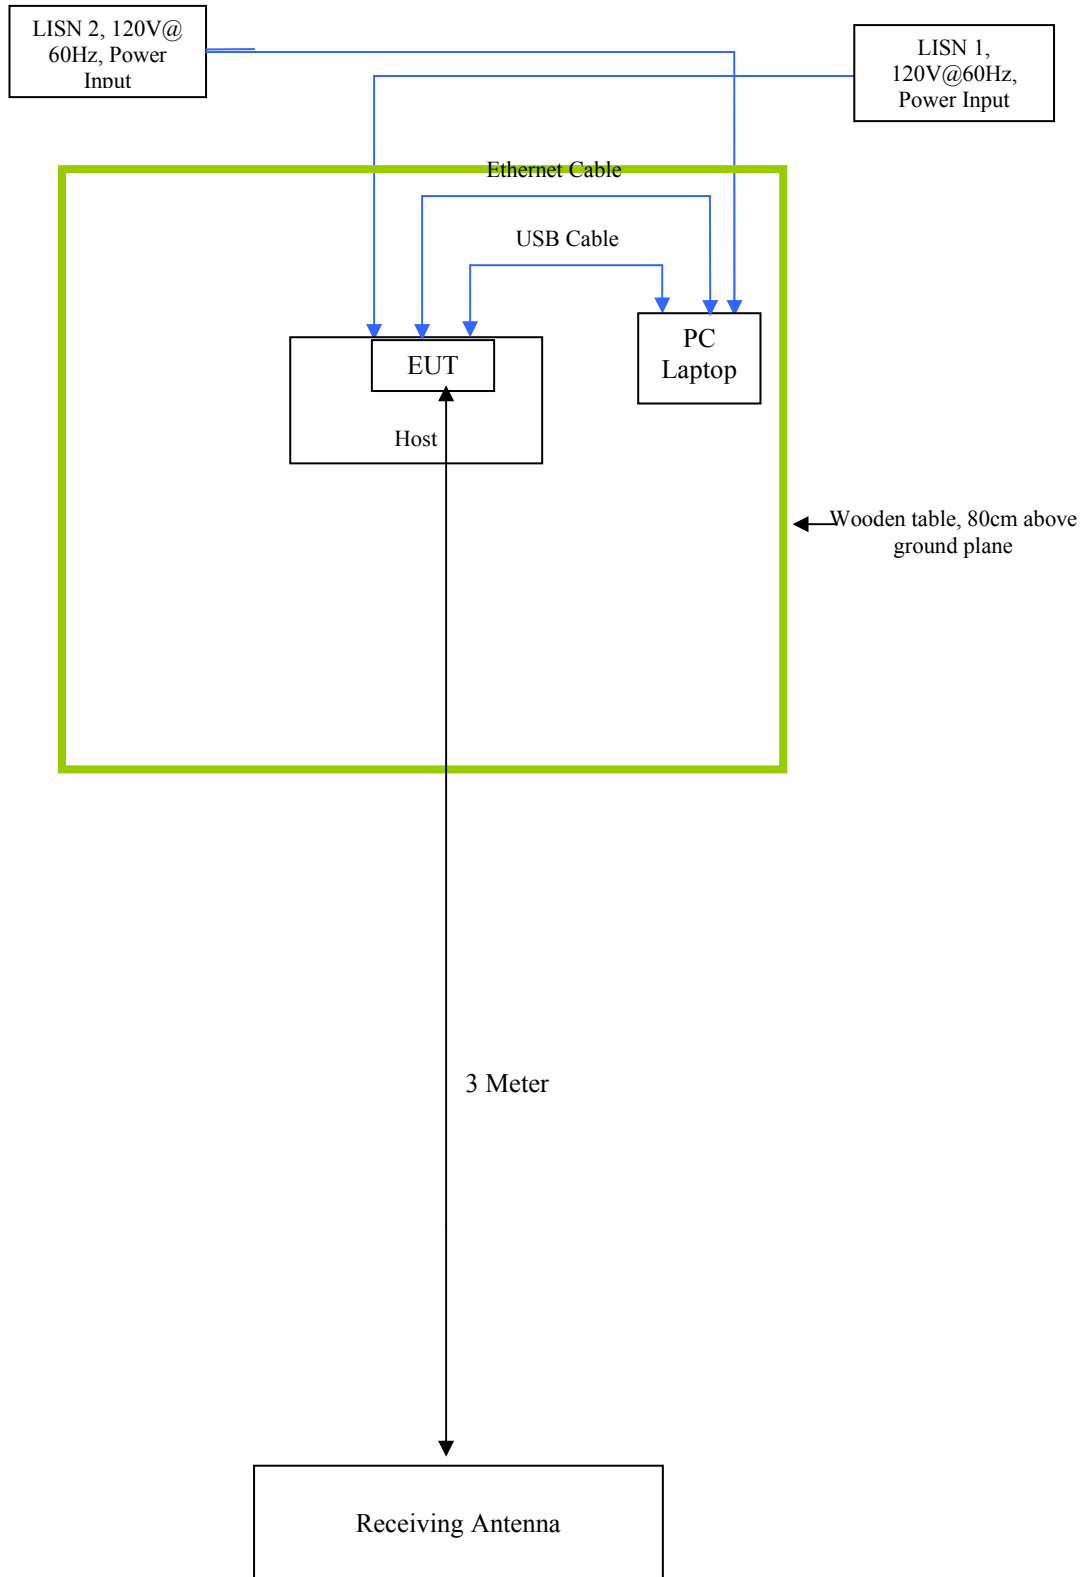 LISN 2, 120V@
60Hz, Power
Input
LISN 1,
120V@60Hz,
Power Input
Ethernet Cable
USB Cable
EUT
PC
Laptop
Host
Wooden table, 80cm above
ground plane
3 Meter
Receiving Antenna